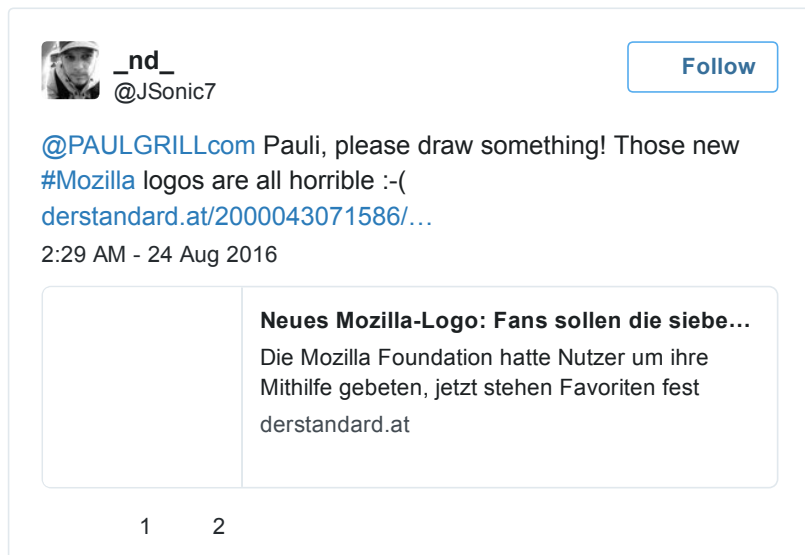 _nd_
@JSonic7
Follow
@PAULGRILLcom Pauli, please draw something! Those new
#Mozilla logos are all horrible :-(
derstandard.at/2000043071586/…
2:29 AM - 24 Aug 2016
Neues Mozilla-Logo: Fans sollen die siebe…
Die Mozilla Foundation hatte Nutzer um ihre
Mithilfe gebeten, jetzt stehen Favoriten fest
derstandard.at
1 2